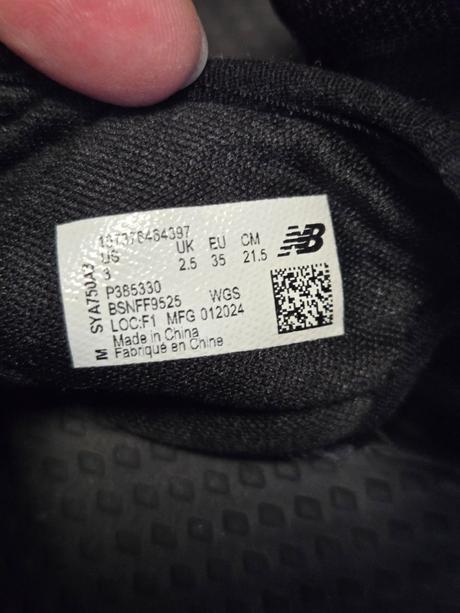 US UK EU CM
3 2.5 35 21.5
P385330
BSNFF9525 WGS
LOC:F1 MFG 012024
Made in China
Fabriqué en Chine
M SYA750A3
NB